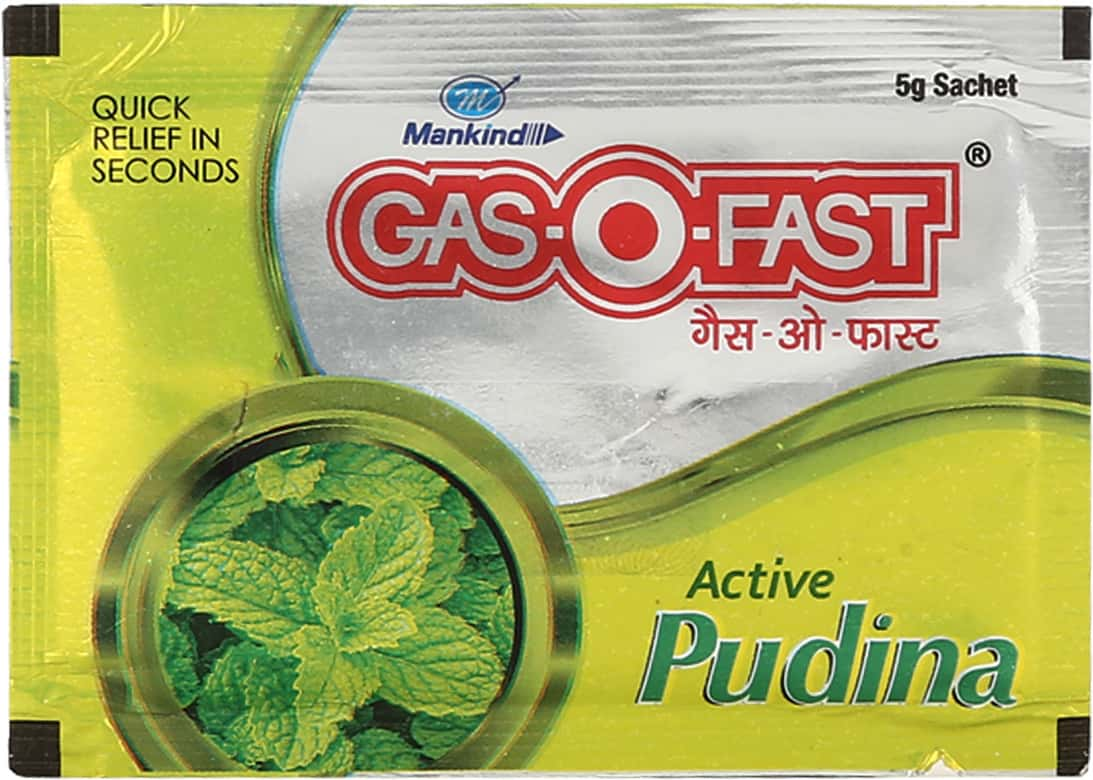 QUICK
RELIEF IN
SECONDS
5g Sachet
M
Mankind
GAS-O-FAST®
गैस-ओ-फास्ट
Active
Pudina